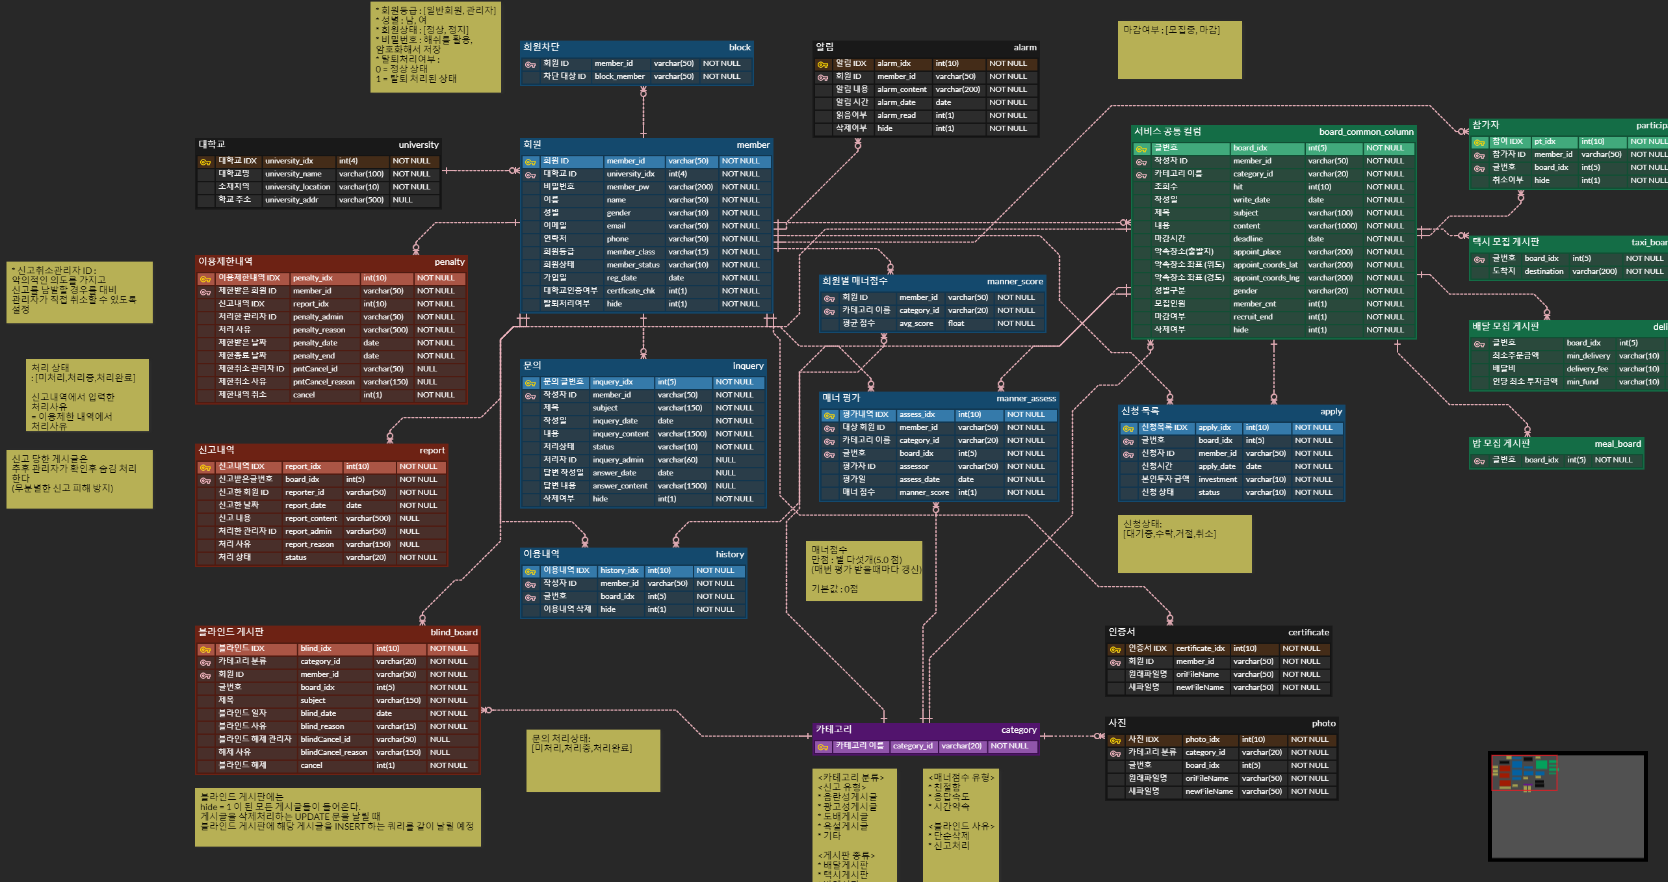 * 회원등급 : [일반회원, 관리자]
* 성별 : 남, 여
* 회원상태 : [정상, 정지]
* 비밀번호 : 해쉬를 활용,
암호화해서 저장
* 탈퇴처리여부 :
0 = 정상 상태
1 = 탈퇴 처리된 상태
회원차단 block
회원 ID member_id varchar(50) NOT NULL
차단 대상 ID block_member varchar(50) NOT NULL
알림 alarm
알림 IDX alarm_idx int(10) NOT NULL
회원 ID member_id varchar(50) NOT NULL
알림 내용 alarm_content varchar(200) NOT NULL
알림 시간 alarm_date date NOT NULL
읽음여부 alarm_read int(1) NOT NULL
삭제여부 hide int(1) NOT NULL
마감여부 : [모집중, 마감]
대학교 university
대학교 IDX university_idx int(4) NOT NULL
대학교명 university_name varchar(100) NOT NULL
소재지역 university_location varchar(10) NOT NULL
학교 주소 university_addr varchar(500) NULL
회원 member
회원 ID member_id varchar(50) NOT NULL
대학교 ID university_idx int(4) NOT NULL
비밀번호 member_pw varchar(200) NOT NULL
이름 name varchar(50) NOT NULL
성별 gender varchar(10) NOT NULL
이메일 email varchar(50) NOT NULL
연락처 phone varchar(50) NOT NULL
회원등급 member_class varchar(15) NOT NULL
회원상태 member_status varchar(10) NOT NULL
가입일 reg_date date NOT NULL
대학교인증여부 certficate_chk int(1) NOT NULL
탈퇴처리여부 hide int(1) NOT NULL
서비스 공통 컬럼 board_common_column
글번호 board_idx int(5) NOT NULL
작성자 ID member_id varchar(50) NOT NULL
카테고리 이름 category_id varchar(20) NOT NULL
조회수 hit int(10) NOT NULL
작성일 write_date date NOT NULL
제목 subject varchar(100) NOT NULL
내용 content varchar(1000) NOT NULL
마감시간 deadline date NOT NULL
약속장소(출발지) appoint_place varchar(200) NOT NULL
약속장소 좌표 (위도) appoint_coords_lat varchar(200) NOT NULL
약속장소 좌표 (경도) appoint_coords_lng varchar(200) NOT NULL
성별구분 gender varchar(20) NOT NULL
모집인원 member_cnt int(1) NOT NULL
마감여부 recruit_end int(1) NOT NULL
삭제여부 hide int(1) NOT NULL
참가자 particip
참여 IDX pt_idx int(10) NOT NULL
참가자 ID member_id varchar(50) NOT NULL
글번호 board_idx int(5) NOT NULL
취소여부 hide int(1) NOT NULL
택시 모집 게시판 taxi_boa
글번호 board_idx int(5) NOT NULL
도착지 destination varchar(200) NOT NULL
배달 모집 게시판 deli
글번호 board_idx int(5)
최소주문금액 min_delivery varchar(10)
배달비 delivery_fee varchar(10)
인당 최소 투자금액 min_fund varchar(10)
밥 모집 게시판 meal_board
글번호 board_idx int(5) NOT NULL
* 신고취소관리자 ID :
악의적인 의도를 가지고
신고를 남발할 경우를 대비
관리자가 직접 취소할 수 있도록
설정
이용제한내역 penalty
이용제한내역 IDX penalty_idx int(10) NOT NULL
제한받은 회원 ID member_id varchar(50) NOT NULL
신고내역 IDX report_idx int(10) NOT NULL
처리한 관리자 ID penalty_admin varchar(50) NOT NULL
처리 사유 penalty_reason varchar(500) NOT NULL
제한받은 날짜 penalty_date date NOT NULL
제한종료 날짜 penalty_end date NOT NULL
제한취소 관리자 ID pntCancel_id varchar(50) NULL
제한취소 사유 pntCancel_reason varchar(150) NULL
제한내역 취소 cancel int(1) NOT NULL
회원별 매너점수 manner_score
회원 ID member_id varchar(50) NOT NULL
카테고리 이름 category_id varchar(20) NOT NULL
평균 점수 avg_score float NOT NULL
처리 상태
: [미처리,처리중,처리완료]
신고내역에서 입력한
처리사유
= 이용제한 내역에서
처리사유
문의 Inquery
문의 글번호 inquery_idx int(5) NOT NULL
작성자 ID member_id varchar(50) NOT NULL
제목 subject varchar(150) NOT NULL
작성일 inquery_date date NOT NULL
내용 inquery_content varchar(1500) NOT NULL
처리상태 status varchar(10) NOT NULL
처리자 ID inquery_admin varchar(60) NULL
답변 작성일 answer_date date NULL
답변 내용 answer_content varchar(1500) NULL
삭제여부 hide int(1) NOT NULL
매너 평가 manner_assess
평가내역 IDX assess_idx int(10) NOT NULL
대상 회원 ID member_id varchar(50) NOT NULL
카테고리 이름 category_id varchar(20) NOT NULL
글번호 board_idx int(5) NOT NULL
평가자 ID assessor varchar(50) NOT NULL
평가일 assess_date date NOT NULL
매너 점수 manner_score int(1) NOT NULL
신청 목록 apply
신청목록 IDX apply_idx int(10) NOT NULL
글번호 board_idx int(5) NOT NULL
신청자 ID member_id varchar(50) NOT NULL
신청시간 apply_date date NOT NULL
본인투자 금액 investment varchar(10) NOT NULL
신청 상태 status varchar(10) NOT NULL
신고 당한 게시글은
추후 관리자가 확인후 숨김 처리
한다
(무분별한 신고 피해 방지)
신고내역 report
신고내역 IDX report_idx int(10) NOT NULL
신고받은글번호 board_idx int(5) NOT NULL
신고한 회원 ID reporter_id varchar(50) NOT NULL
신고한 날짜 report_date date NOT NULL
신고 내용 report_content varchar(500) NULL
처리한 관리자 ID report_admin varchar(50) NULL
처리 사유 report_reason varchar(150) NULL
처리 상태 status varchar(20) NOT NULL
이용내역 history
이용내역 IDX history_idx int(10) NOT NULL
작성자 ID member_id varchar(50) NOT NULL
글번호 board_idx int(5) NOT NULL
이용내역 삭제 hide int(1) NOT NULL
매너점수
만점 : 별 다섯개(5.0 점)
(매번 평가 받을때마다 갱신)
기본값 : 0점
신청상태:
[대기중,수락,거절,취소]
블라인드 게시판 blind_board
블라인드 IDX blind_idx int(10) NOT NULL
카테고리 분류 category_id varchar(20) NOT NULL
회원 ID member_id varchar(50) NOT NULL
글번호 board_idx int(5) NOT NULL
제목 subject varchar(150) NOT NULL
블라인드 일자 blind_date date NOT NULL
블라인드 사유 blind_reason varchar(15) NOT NULL
블라인드 해제 관리자 blindCancel_id varchar(50) NULL
해제 사유 blindCancel_reason varchar(150) NULL
블라인드 해제 cancel int(1) NOT NULL
인증서 certificate
인증서 IDX certificate_idx int(10) NOT NULL
회원 ID member_id varchar(50) NOT NULL
원래파일명 oriFileName varchar(50) NOT NULL
새파일명 newFileName varchar(50) NOT NULL
문의 처리상태:
[미처리,처리중,처리완료]
카테고리 category
카테고리 이름 category_id varchar(20) NOT NULL
사진 photo
사진 IDX photo_idx int(10) NOT NULL
카테고리 분류 category_id varchar(20) NOT NULL
글번호 board_idx int(5) NOT NULL
원래파일명 oriFileName varchar(50) NOT NULL
새파일명 newFileName varchar(50) NOT NULL
블라인드 게시판에는
hide = 1 이 된 모든 게시글들이 들어온다.
게시글을 삭제처리하는 UPDATE 문을 날릴 때
블라인드 게시판에 해당 게시글을 INSERT 하는 쿼리를 같이 날릴 예정
<카테고리 분류>
<신고 유형>
* 음란성게시글
* 광고성게시글
* 도배게시글
* 욕설게시글
* 기타
<게시판 종류>
* 배달게시판
* 택시게시판
<매너점수 유형>
* 친절함
* 응답속도
* 시간약속
<블라인드 사유>
* 단순삭제
* 신고처리